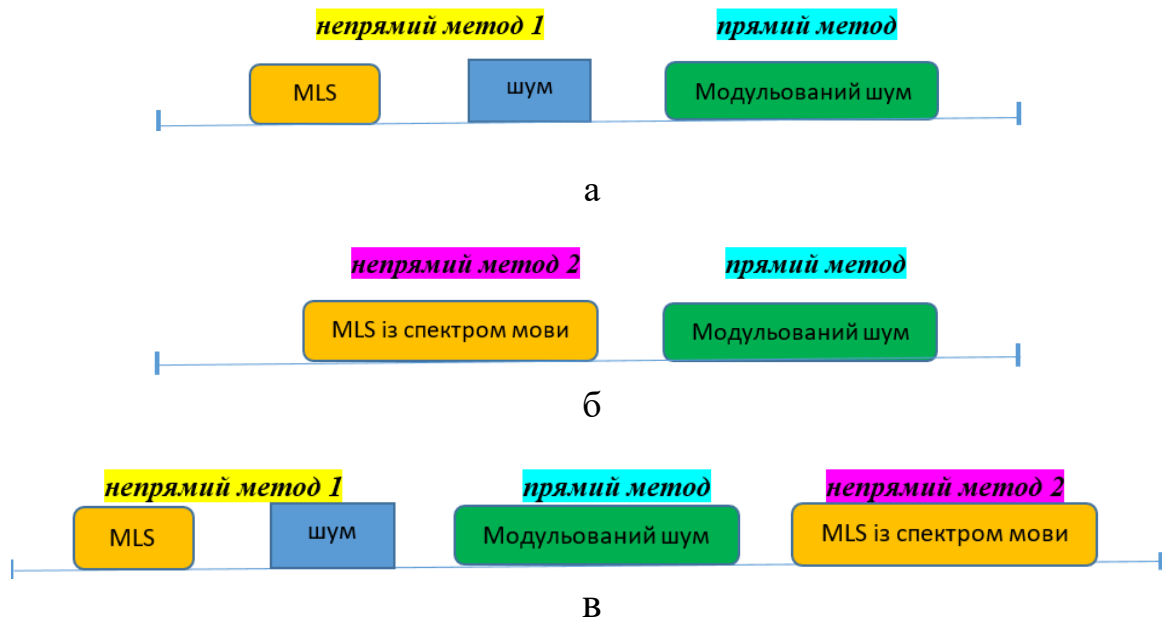 непрямий метод 1 прямий метод
MLS шум Модульований шум
а
непрямий метод 2 прямий метод
MLS із спектром мови Модульований шум
б
непрямий метод 1 прямий метод непрямий метод 2
MLS шум Модульований шум MLS із спектром мови
в